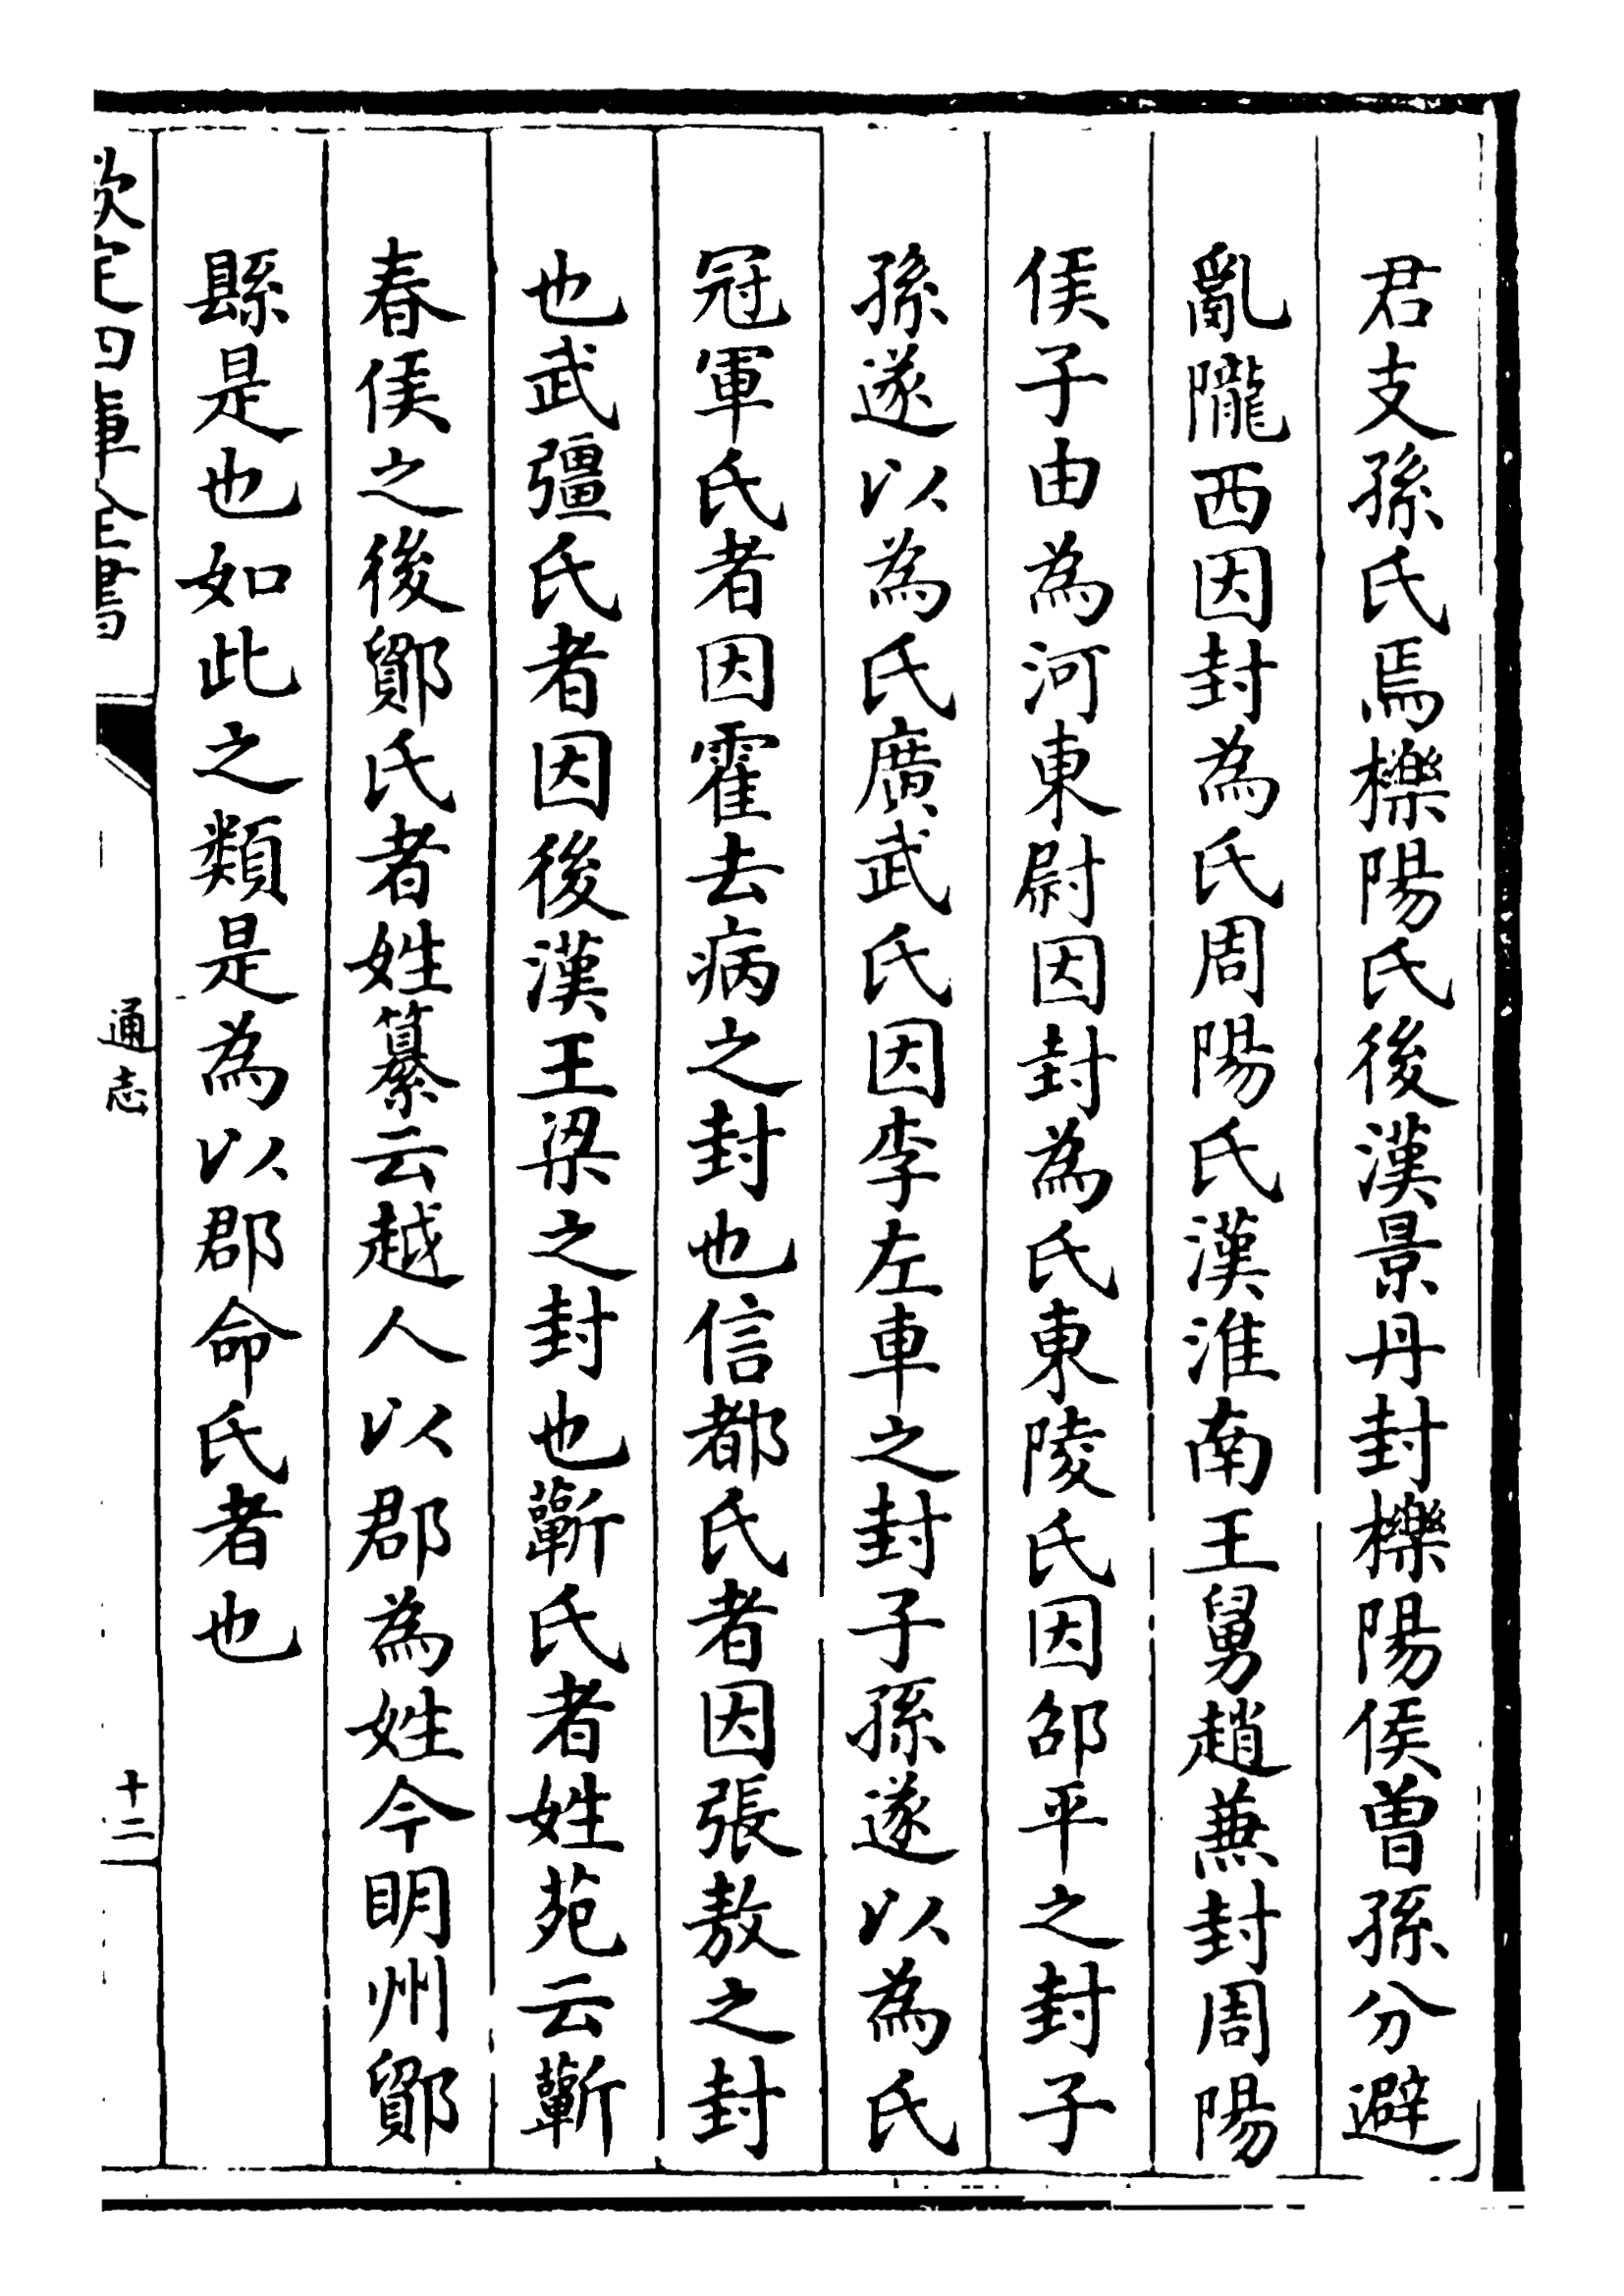 君支孫氏焉櫟陽氏後漢景丹封櫟陽侯曽孫分避
亂隴西因封為氏周陽氏漢淮南王舅趙蒹封周陽
侯子由為河東尉因封為氏東陵氏因邵平之封子
孫遂以為氏廣武氏因李左車之封子孫遂以為氏
冠軍氏者因霍去病之封也信都氏者因張敖之封
也武彊氏者因後漢王梁之封也蘄氏者姓苑云蘄
春侯之後鄮氏者姓纂云越人以郡為姓今明州鄮
縣是也如此之類是為以郡命氏者也
欽定四庫全書
通志
十二